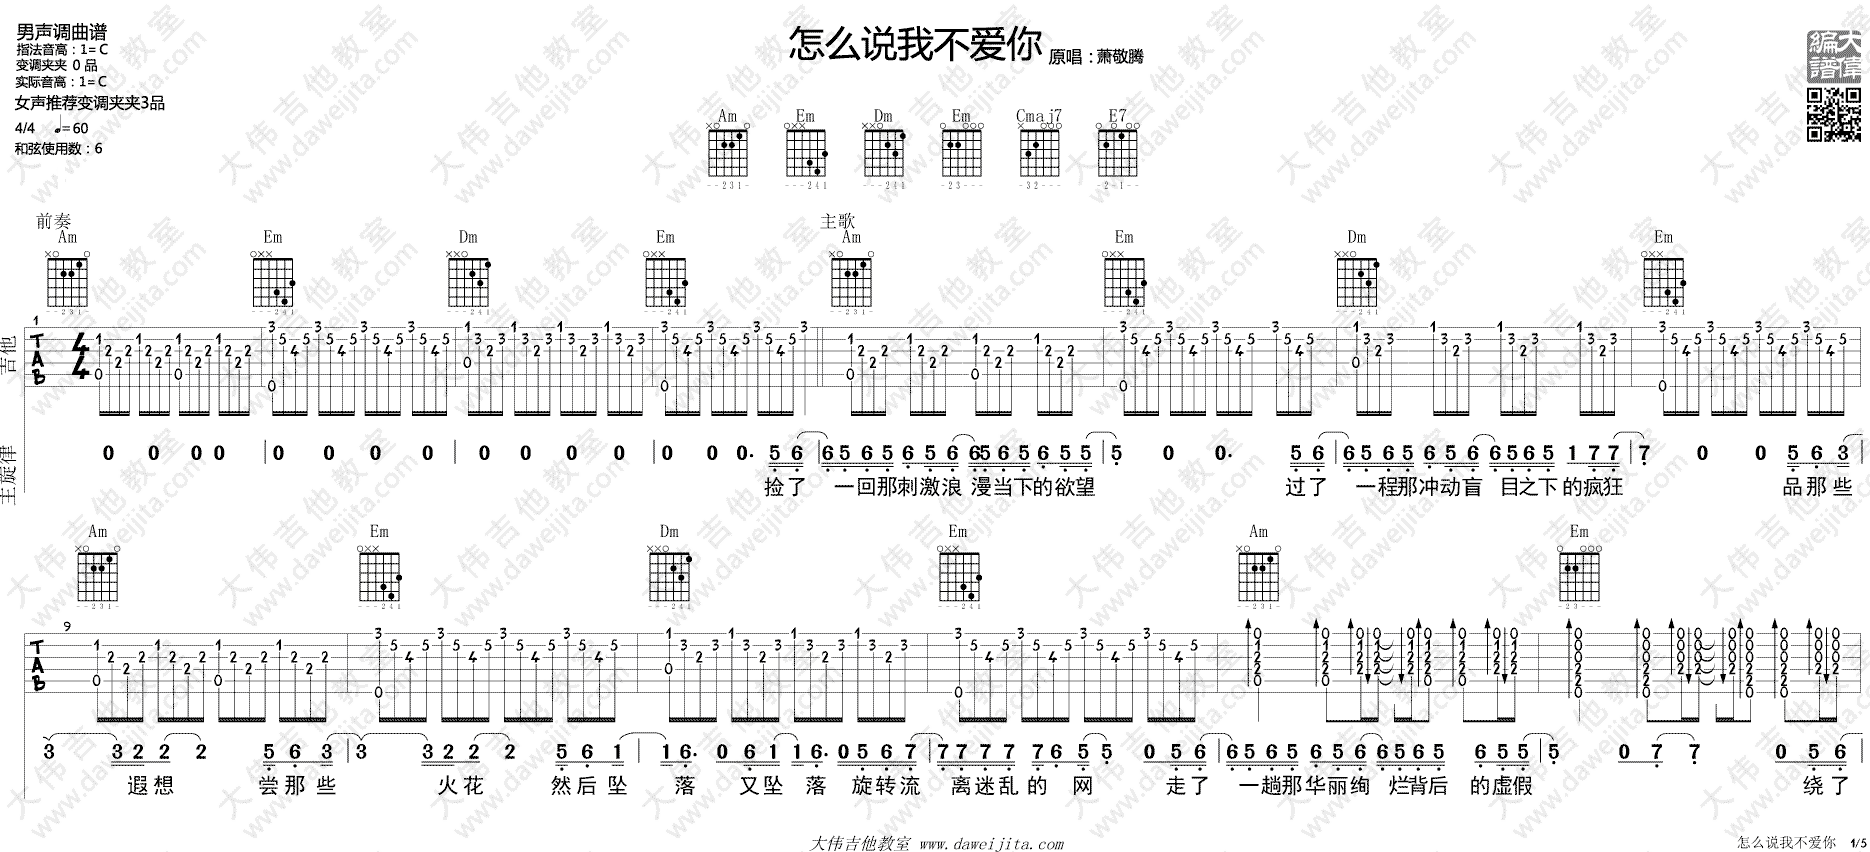 男声调曲谱
指法音高：1=C
变调夹夹 0 品
实际音高：1=C
女声推荐变调夹夹3品
4/4 =60
和弦使用数：6
怎么说我不爱你 原唱：萧敬腾
大偉編譜
Am Em Dm Em Cmaj7 E7
前奏 主歌
Am Em Dm Em Am Em Dm Em
1
吉他
TAB 4/4
主旋律
0 0 0 0 | 0 0 0 0 | 0 0 0 0 | 0 0 0. 5 6 | 6 5 6 5 6 5 6 6 5 6 5 6 5 5 | 5 0 0. 5 6 | 6 5 6 5 6 5 6 6 5 6 5 1 7 7 | 7 0 0 5 6 3
捡了 一回那刺激浪 漫当下的欲望 过了 一程那冲动盲 目之下的疯狂 品那些
Am Em Dm Em Am Em
9
TAB
3 3 2 2 2 5 6 3 | 3 3 2 2 2 5 6 1 | 1 6. 0 6 1 1 6. 0 5 6 7 | 7 7 7 7 7 6 5 5 0 5 6 | 6 5 6 5 6 5 6 6 5 6 5 6 5 5 | 5 0 7 7 0 5 6
遐想 尝那些 火花 然后坠 落 又坠 落 旋转流 离迷乱的 网 走了 一趟那华丽绚 烂背后 的虚假 绕了
大伟吉他教室 www.daweijita.com
怎么说我不爱你 1/5